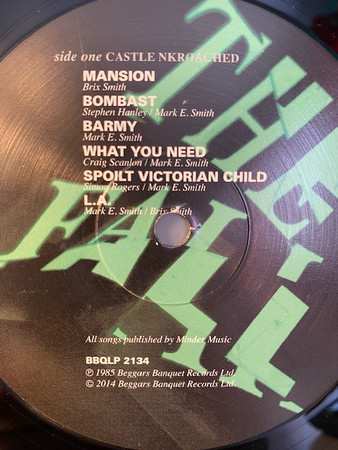 side one CASTLE NKROACHED
MANSION
Brix Smith
BOMBAST
Stephen Hanley / Mark E. Smith
BARMY
Mark E. Smith
WHAT YOU NEED
Craig Scanlon / Mark E. Smith
SPOILT VICTORIAN CHILD
Simon Rogers / Mark E. Smith
L.A.
Mark E. Smith / Brix Smith
THE
FALL
All songs published by Minder Music
BBQLP 2134
℗ 1985 Beggars Banquet Records Ltd.
© 2014 Beggars Banquet Records Ltd.